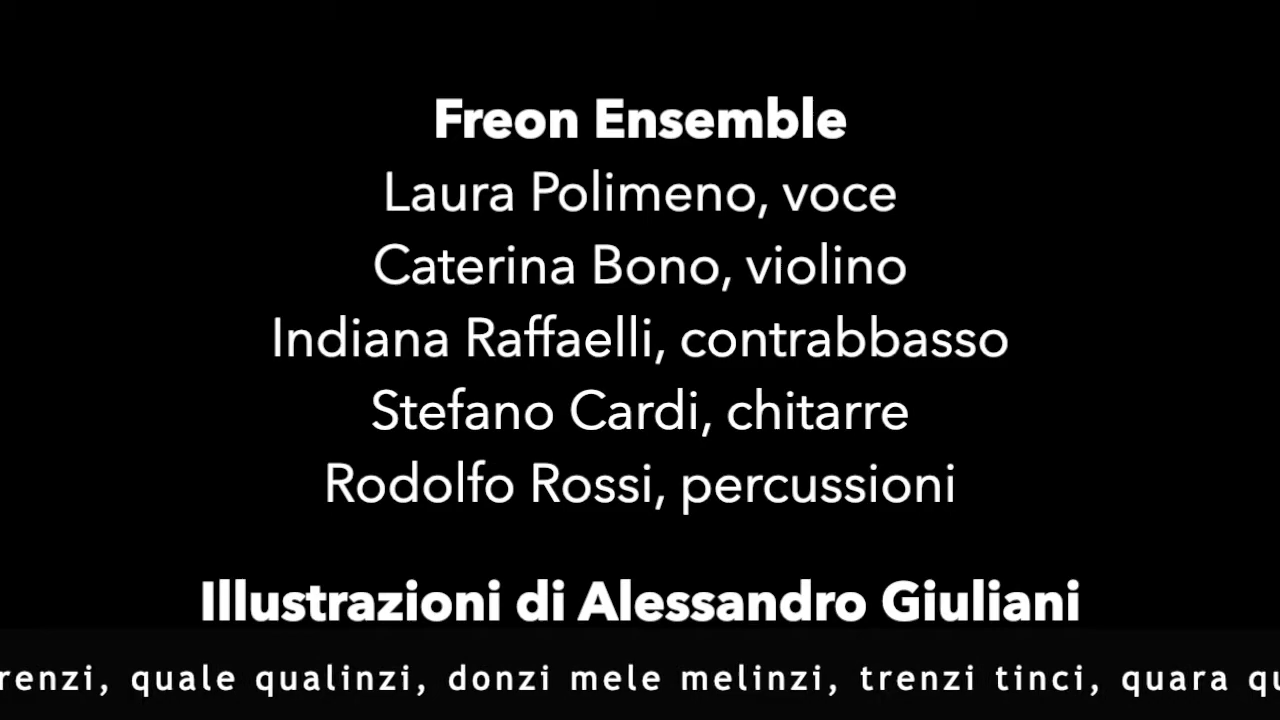 Freon Ensemble
Laura Polimeno, voce
Caterina Bono, violino
Indiana Raffaelli, contrabbasso
Stefano Cardi, chitarre
Rodolfo Rossi, percussioni
Illustrazioni di Alessandro Giuliani
renzi, quale qualinzi, donzi mele melinzi, trenzi tinci, quara qu